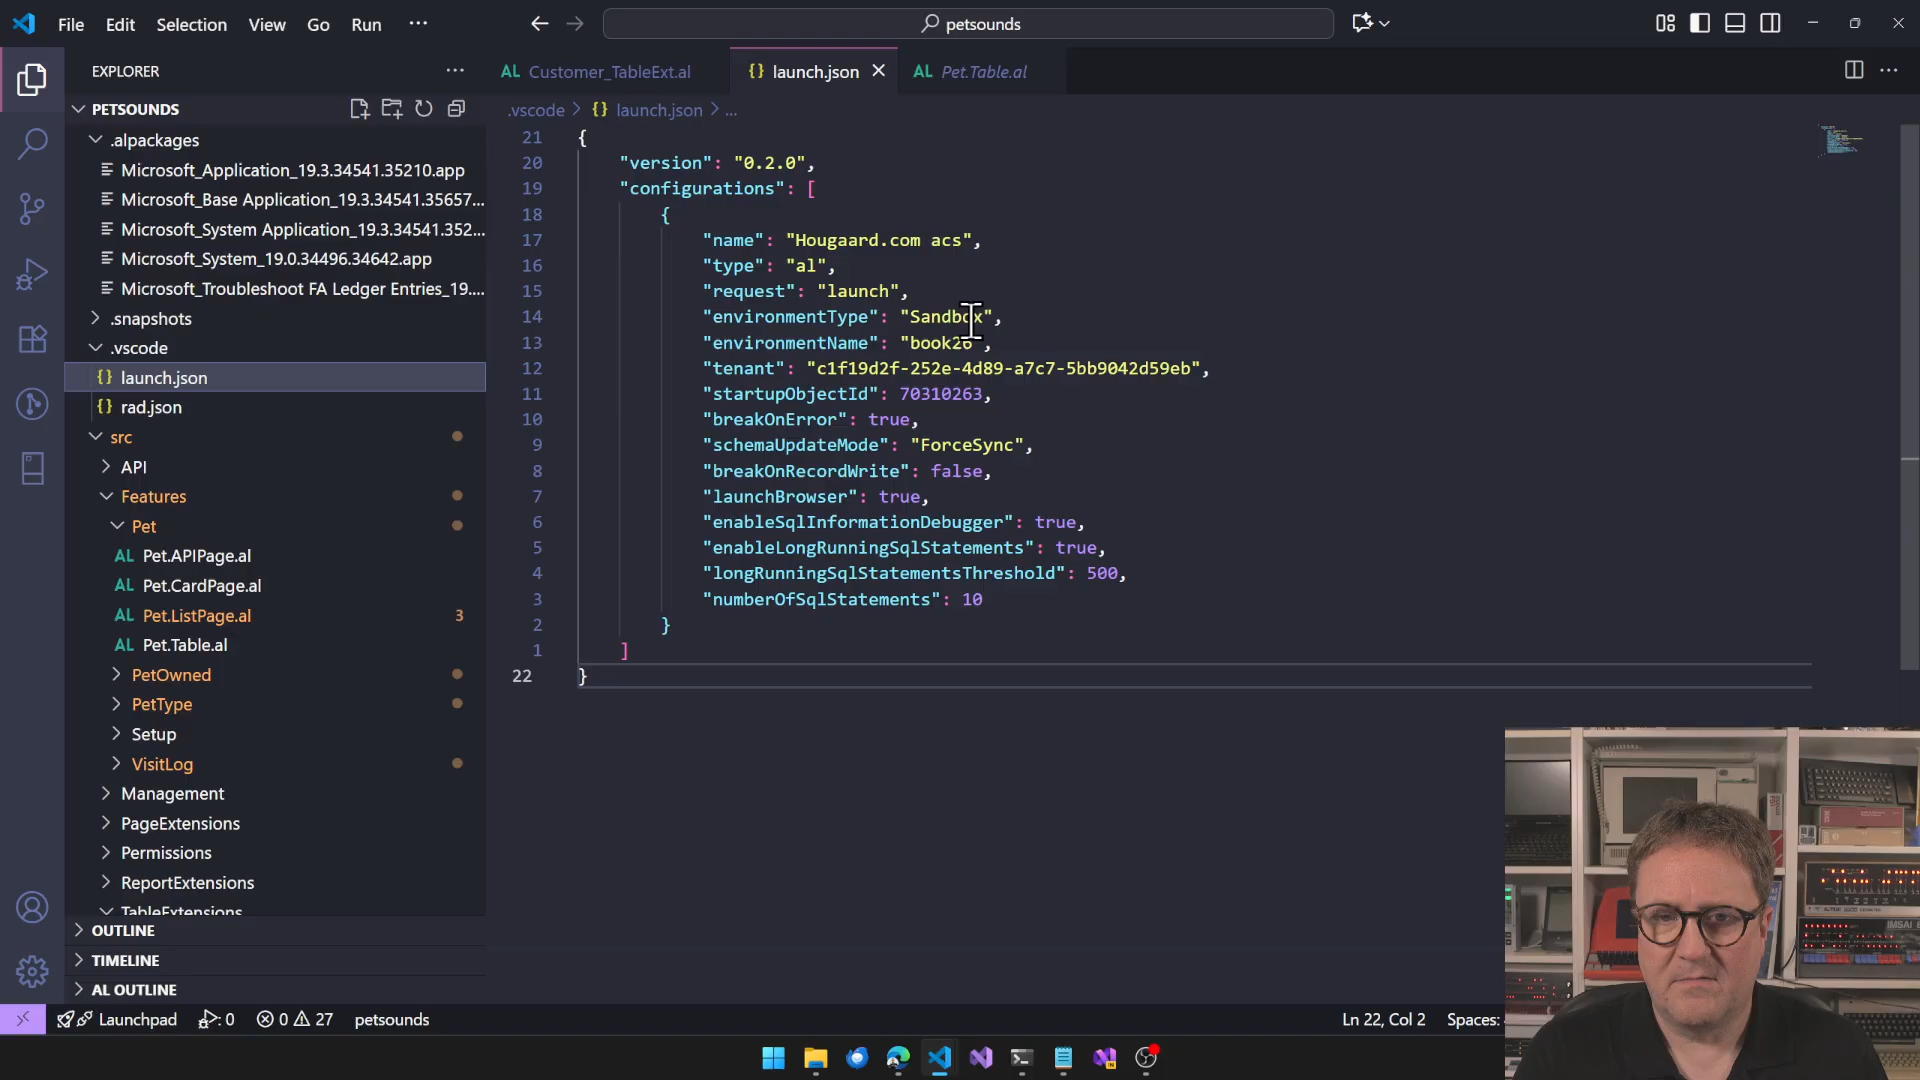 File Edit Selection View Go Run ··· petsounds
EXPLORER
Customer_TableExt.al
launch.json
Pet.Table.al
PETSOUNDS
.vscode > {} launch.json > ...
.alpackages
Microsoft_Application_19.3.34541.35210.app
Microsoft_Base Application_19.3.34541.35657...
Microsoft_System Application_19.3.34541.352...
Microsoft_System_19.0.34496.34642.app
Microsoft_Troubleshoot FA Ledger Entries_19....
.snapshots
.vscode
launch.json
rad.json
src
API
Features
Pet
AL Pet.APIPage.al
AL Pet.CardPage.al
AL Pet.ListPage.al 3
AL Pet.Table.al
PetOwned
PetType
Setup
VisitLog
Management
PageExtensions
Permissions
ReportExtensions
TableExtensions
OUTLINE
TIMELINE
AL OUTLINE
21 {
20 "version": "0.2.0",
19 "configurations": [
18 {
17 "name": "Hougaard.com acs",
16 "type": "al",
15 "request": "launch",
14 "environmentType": "Sandbox",
13 "environmentName": "book26",
12 "tenant": "c1f19d2f-252e-4d89-a7c7-5bb9042d59eb",
11 "startupObjectId": 70310263,
10 "breakOnError": true,
9 "schemaUpdateMode": "ForceSync",
8 "breakOnRecordWrite": false,
7 "launchBrowser": true,
6 "enableSqlInformationDebugger": true,
5 "enableLongRunningSqlStatements": true,
4 "longRunningSqlStatementsThreshold": 500,
3 "numberOfSqlStatements": 10
2 }
1 ]
22 }
Launchpad 0 0 27 petsounds Ln 22, Col 2 Spaces: